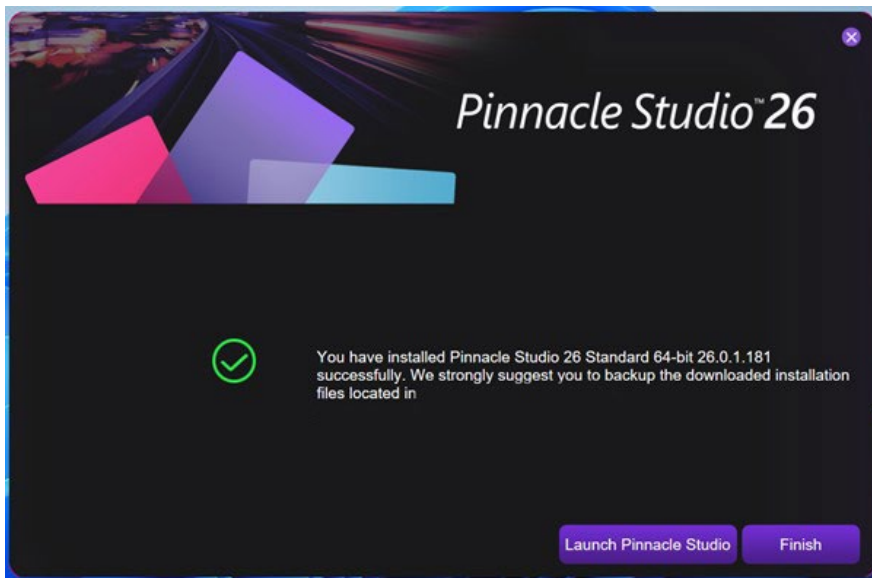 Pinnacle Studio™ 26
You have installed Pinnacle Studio 26 Standard 64-bit 26.0.1.181
successfully. We strongly suggest you to backup the downloaded installation
files located in
Launch Pinnacle Studio
Finish